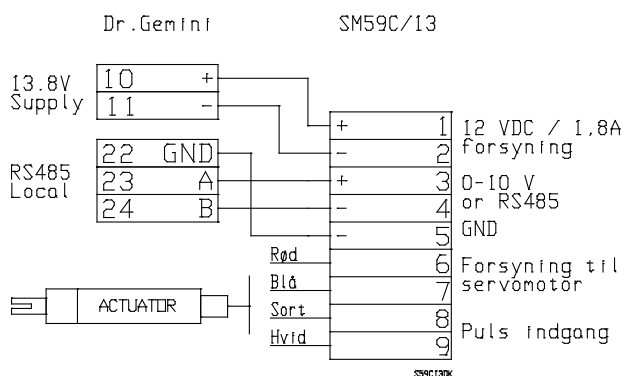 Dr.Gemini
SM59C/13
13.8V
Supply
10 +
11 -
RS485
Local
22 GND
23 A
24 B
+ 1
- 2
+ 3
- 4
- 5
6
7
8
9
12 VDC / 1,8A
forsyning
0-10 V
or RS485
GND
Forsyning til
servomotor
Puls indgang
Rød
Blå
Sort
Hvid
ACTUATOR
S59C13DK